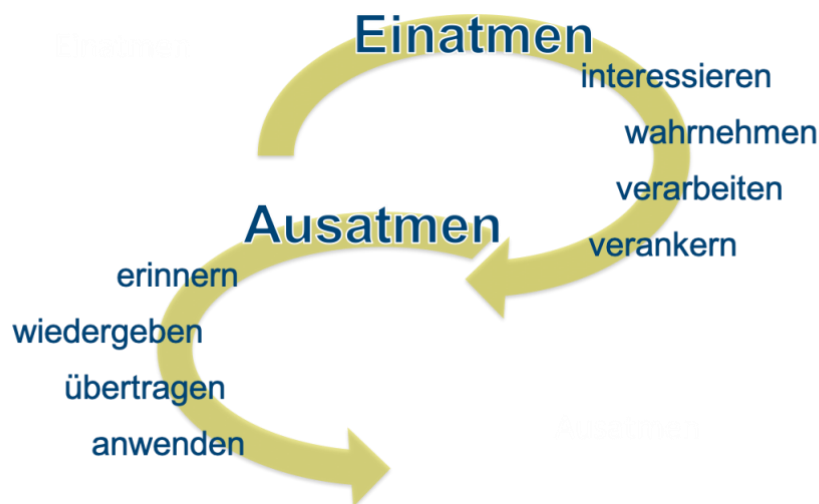 Einatmen
interessieren
wahrnehmen
verarbeiten
verankern
Ausatmen
erinnern
wiedergeben
übertragen
anwenden